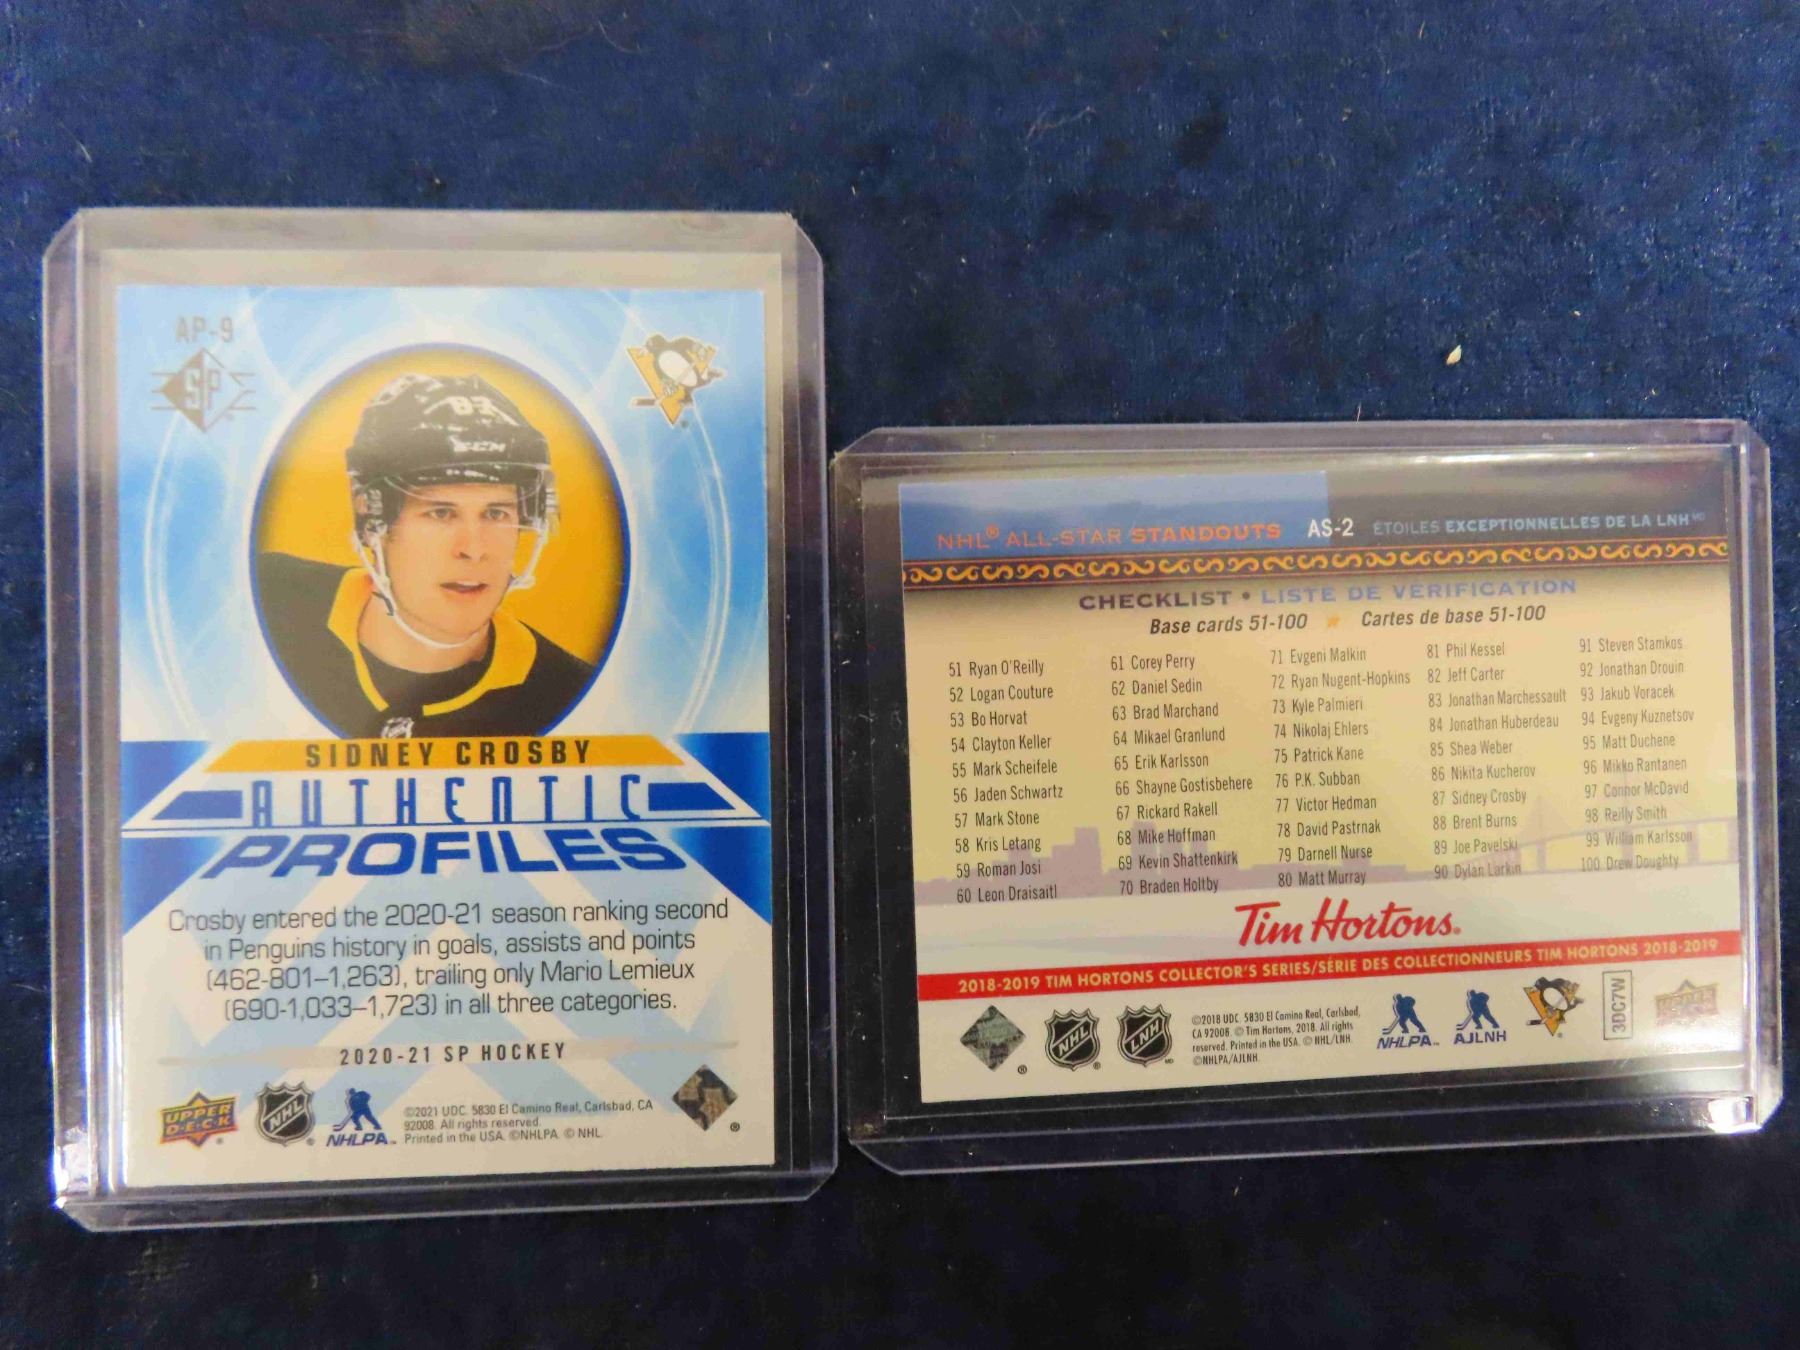 AP-9
SP
87
CCM
SIDNEY CROSBY
AUTHENTIC
PROFILES
Crosby entered the 2020-21 season ranking second
in Penguins history in goals, assists and points
(462-801–1,263), trailing only Mario Lemieux
(690-1,033–1,723) in all three categories.
2020-21 SP HOCKEY
UPPER
D·E·C·K
NHL
NHLPA
©2021 UDC. 5830 El Camino Real, Carlsbad, CA
92008. All rights reserved.
Printed in the USA. ©NHLPA. © NHL.
NHL® ALL-STAR STANDOUTS AS-2 ÉTOILES EXCEPTIONNELLES DE LA LNH MD
CHECKLIST • LISTE DE VÉRIFICATION
Base cards 51-100 Cartes de base 51-100
51 Ryan O'Reilly
52 Logan Couture
53 Bo Horvat
54 Clayton Keller
55 Mark Scheifele
56 Jaden Schwartz
57 Mark Stone
58 Kris Letang
59 Roman Josi
60 Leon Draisaitl
61 Corey Perry
62 Daniel Sedin
63 Brad Marchand
64 Mikael Granlund
65 Erik Karlsson
66 Shayne Gostisbehere
67 Rickard Rakell
68 Mike Hoffman
69 Kevin Shattenkirk
70 Braden Holtby
71 Evgeni Malkin
72 Ryan Nugent-Hopkins
73 Kyle Palmieri
74 Nikolaj Ehlers
75 Patrick Kane
76 P.K. Subban
77 Victor Hedman
78 David Pastrnak
79 Darnell Nurse
80 Matt Murray
81 Phil Kessel
82 Jeff Carter
83 Jonathan Marchessault
84 Jonathan Huberdeau
85 Shea Weber
86 Nikita Kucherov
87 Sidney Crosby
88 Brent Burns
89 Joe Pavelski
90 Dylan Larkin
91 Steven Stamkos
92 Jonathan Drouin
93 Jakub Voracek
94 Evgeny Kuznetsov
95 Matt Duchene
96 Mikko Rantanen
97 Connor McDavid
98 Reilly Smith
99 William Karlsson
100 Drew Doughty
Tim Hortons®
2018-2019 TIM HORTONS COLLECTOR'S SERIES/SÉRIE DES COLLECTIONNEURS TIM HORTONS 2018-2019
NHL
LNH
©2018 UDC. 5830 El Camino Real, Carlsbad,
CA 92008. © Tim Hortons, 2018. All rights
reserved. Printed in the USA. © NHL/LNH.
©NHLPA/AJLNH.
NHLPA
AJLNH
3DC7W
UPPER
DECK